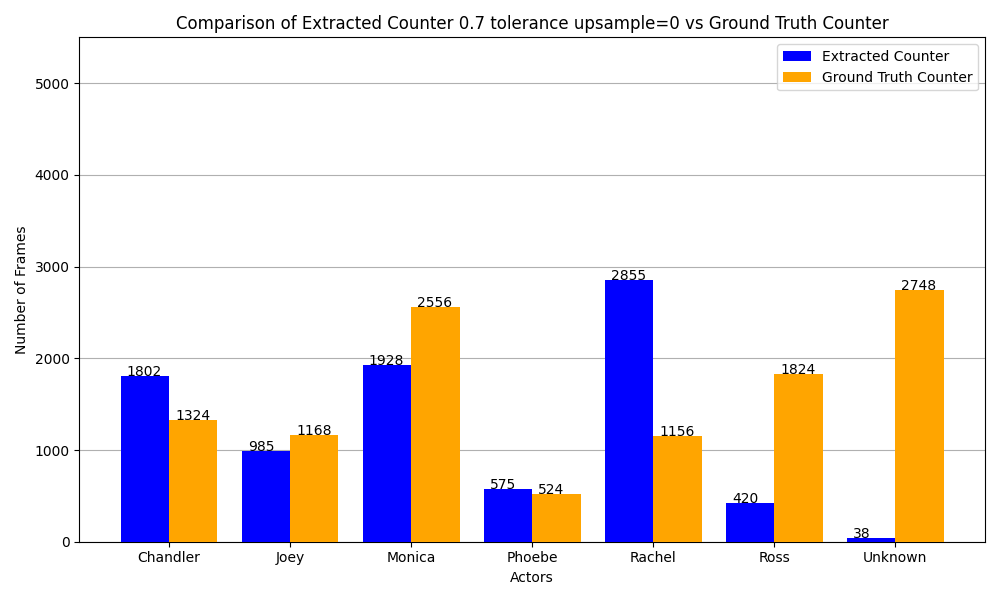 Comparison of Extracted Counter 0.7 tolerance upsample=0 vs Ground Truth Counter
Extracted Counter
Ground Truth Counter
Number of Frames
5000
4000
3000
2000
1000
0
1802
1324
985
1168
1928
2556
575
524
2855
1156
420
1824
38
2748
Chandler
Joey
Monica
Phoebe
Rachel
Ross
Unknown
Actors